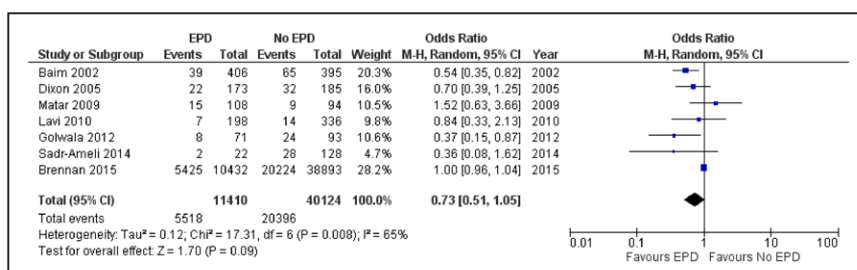 EPD No EPD Odds Ratio Odds Ratio
Study or Subgroup Events Total Events Total Weight M-H, Random, 95% CI Year M-H, Random, 95% CI
Baim 2002 39 406 65 395 20.3% 0.54 [0.35, 0.82] 2002
Dixon 2005 22 173 32 185 17.0% 0.70 [0.39, 1.25] 2005
Matar 2009 15 108 9 94 11.0% 1.52 [0.63, 3.66] 2009
Lavi 2010 7 198 14 336 9.8% 0.84 [0.33, 2.13] 2010
Golwala 2012 8 71 24 93 10.6% 0.37 [0.15, 0.87] 2012
Sadr-Ameli 2014 2 22 28 128 4.7% 0.36 [0.08, 1.62] 2014
Brennan 2015 5425 10432 20224 38893 28.2% 1.00 [0.96, 1.04] 2015
Total (95% CI) 11410 40124 100.0% 0.73 [0.51, 1.05]
Total events 5518 20396
Heterogeneity: Tau² = 0.12; Chi² = 17.31, df = 6 (P = 0.008); I² = 65%
Test for overall effect: Z = 1.70 (P = 0.09)
0.01 0.1 1 10 100
Favours EPD Favours No EPD